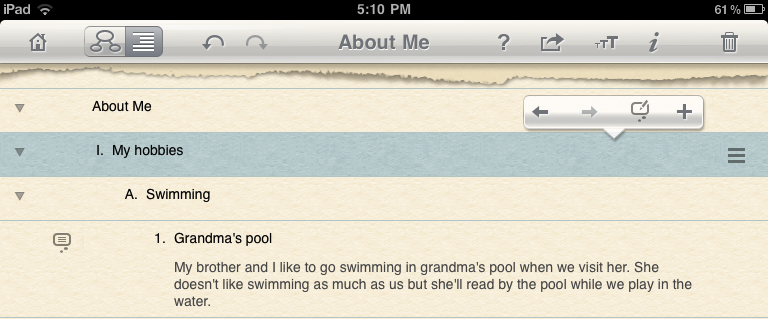 iPad 5:10 PM 61 %
About Me ? TTT i
About Me
I. My hobbies
A. Swimming
1. Grandma's pool
My brother and I like to go swimming in grandma's pool when we visit her. She
doesn't like swimming as much as us but she'll read by the pool while we play in the
water.